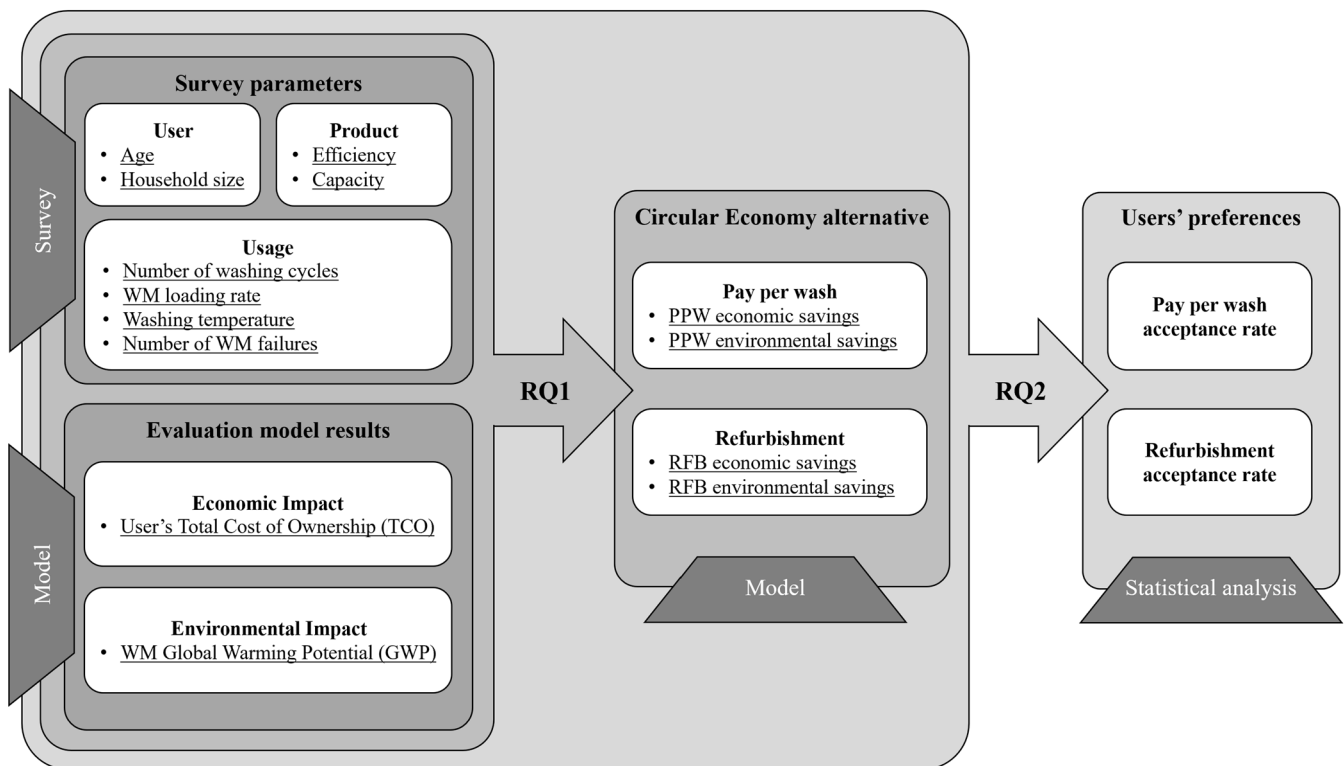 Survey
Survey parameters
User
• Age
• Household size
Product
• Efficiency
• Capacity
Usage
• Number of washing cycles
• WM loading rate
• Washing temperature
• Number of WM failures
Model
Evaluation model results
Economic Impact
• User's Total Cost of Ownership (TCO)
Environmental Impact
• WM Global Warming Potential (GWP)
RQ1
Circular Economy alternative
Pay per wash
• PPW economic savings
• PPW environmental savings
Refurbishment
• RFB economic savings
• RFB environmental savings
Model
RQ2
Users' preferences
Pay per wash
acceptance rate
Refurbishment
acceptance rate
Statistical analysis